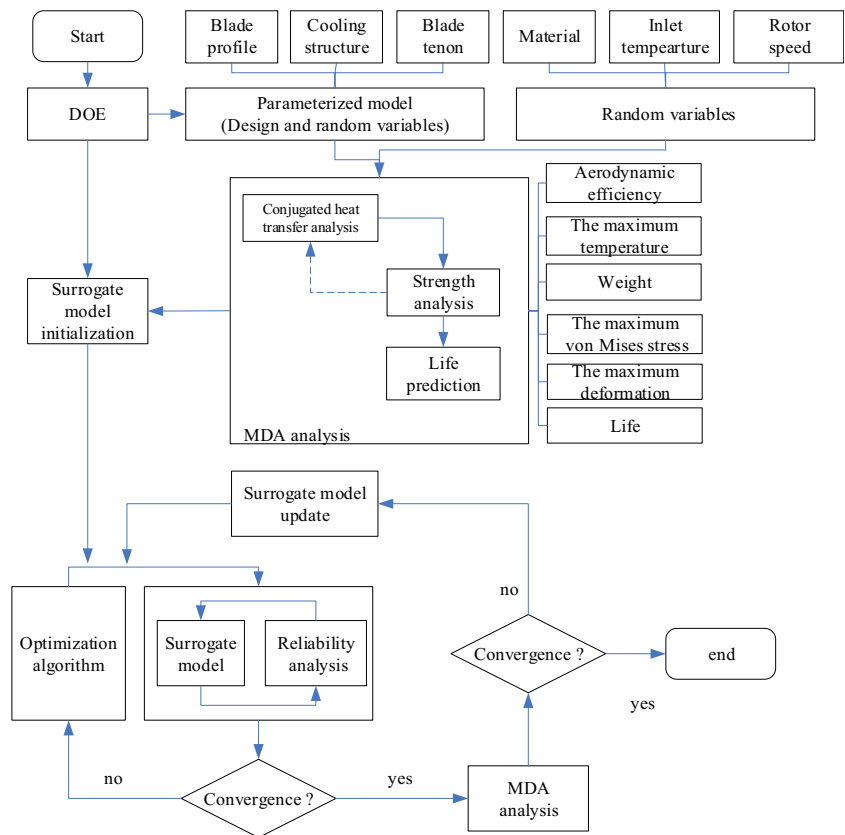 Start
Blade
profile
Cooling
structure
Blade
tenon
Material
Inlet
tempearture
Rotor
speed
DOE
Parameterized model
(Design and random variables)
Random variables
Conjugated heat
transfer analysis
Strength
analysis
Life
prediction
MDA analysis
Aerodynamic
efficiency
The maximum
temperature
Weight
The maximum
von Mises stress
The maximum
deformation
Life
Surrogate
model
initialization
Surrogate model
update
Optimization
algorithm
Surrogate
model
Reliability
analysis
no
Convergence ?
end
yes
no
Convergence ?
yes
MDA
analysis